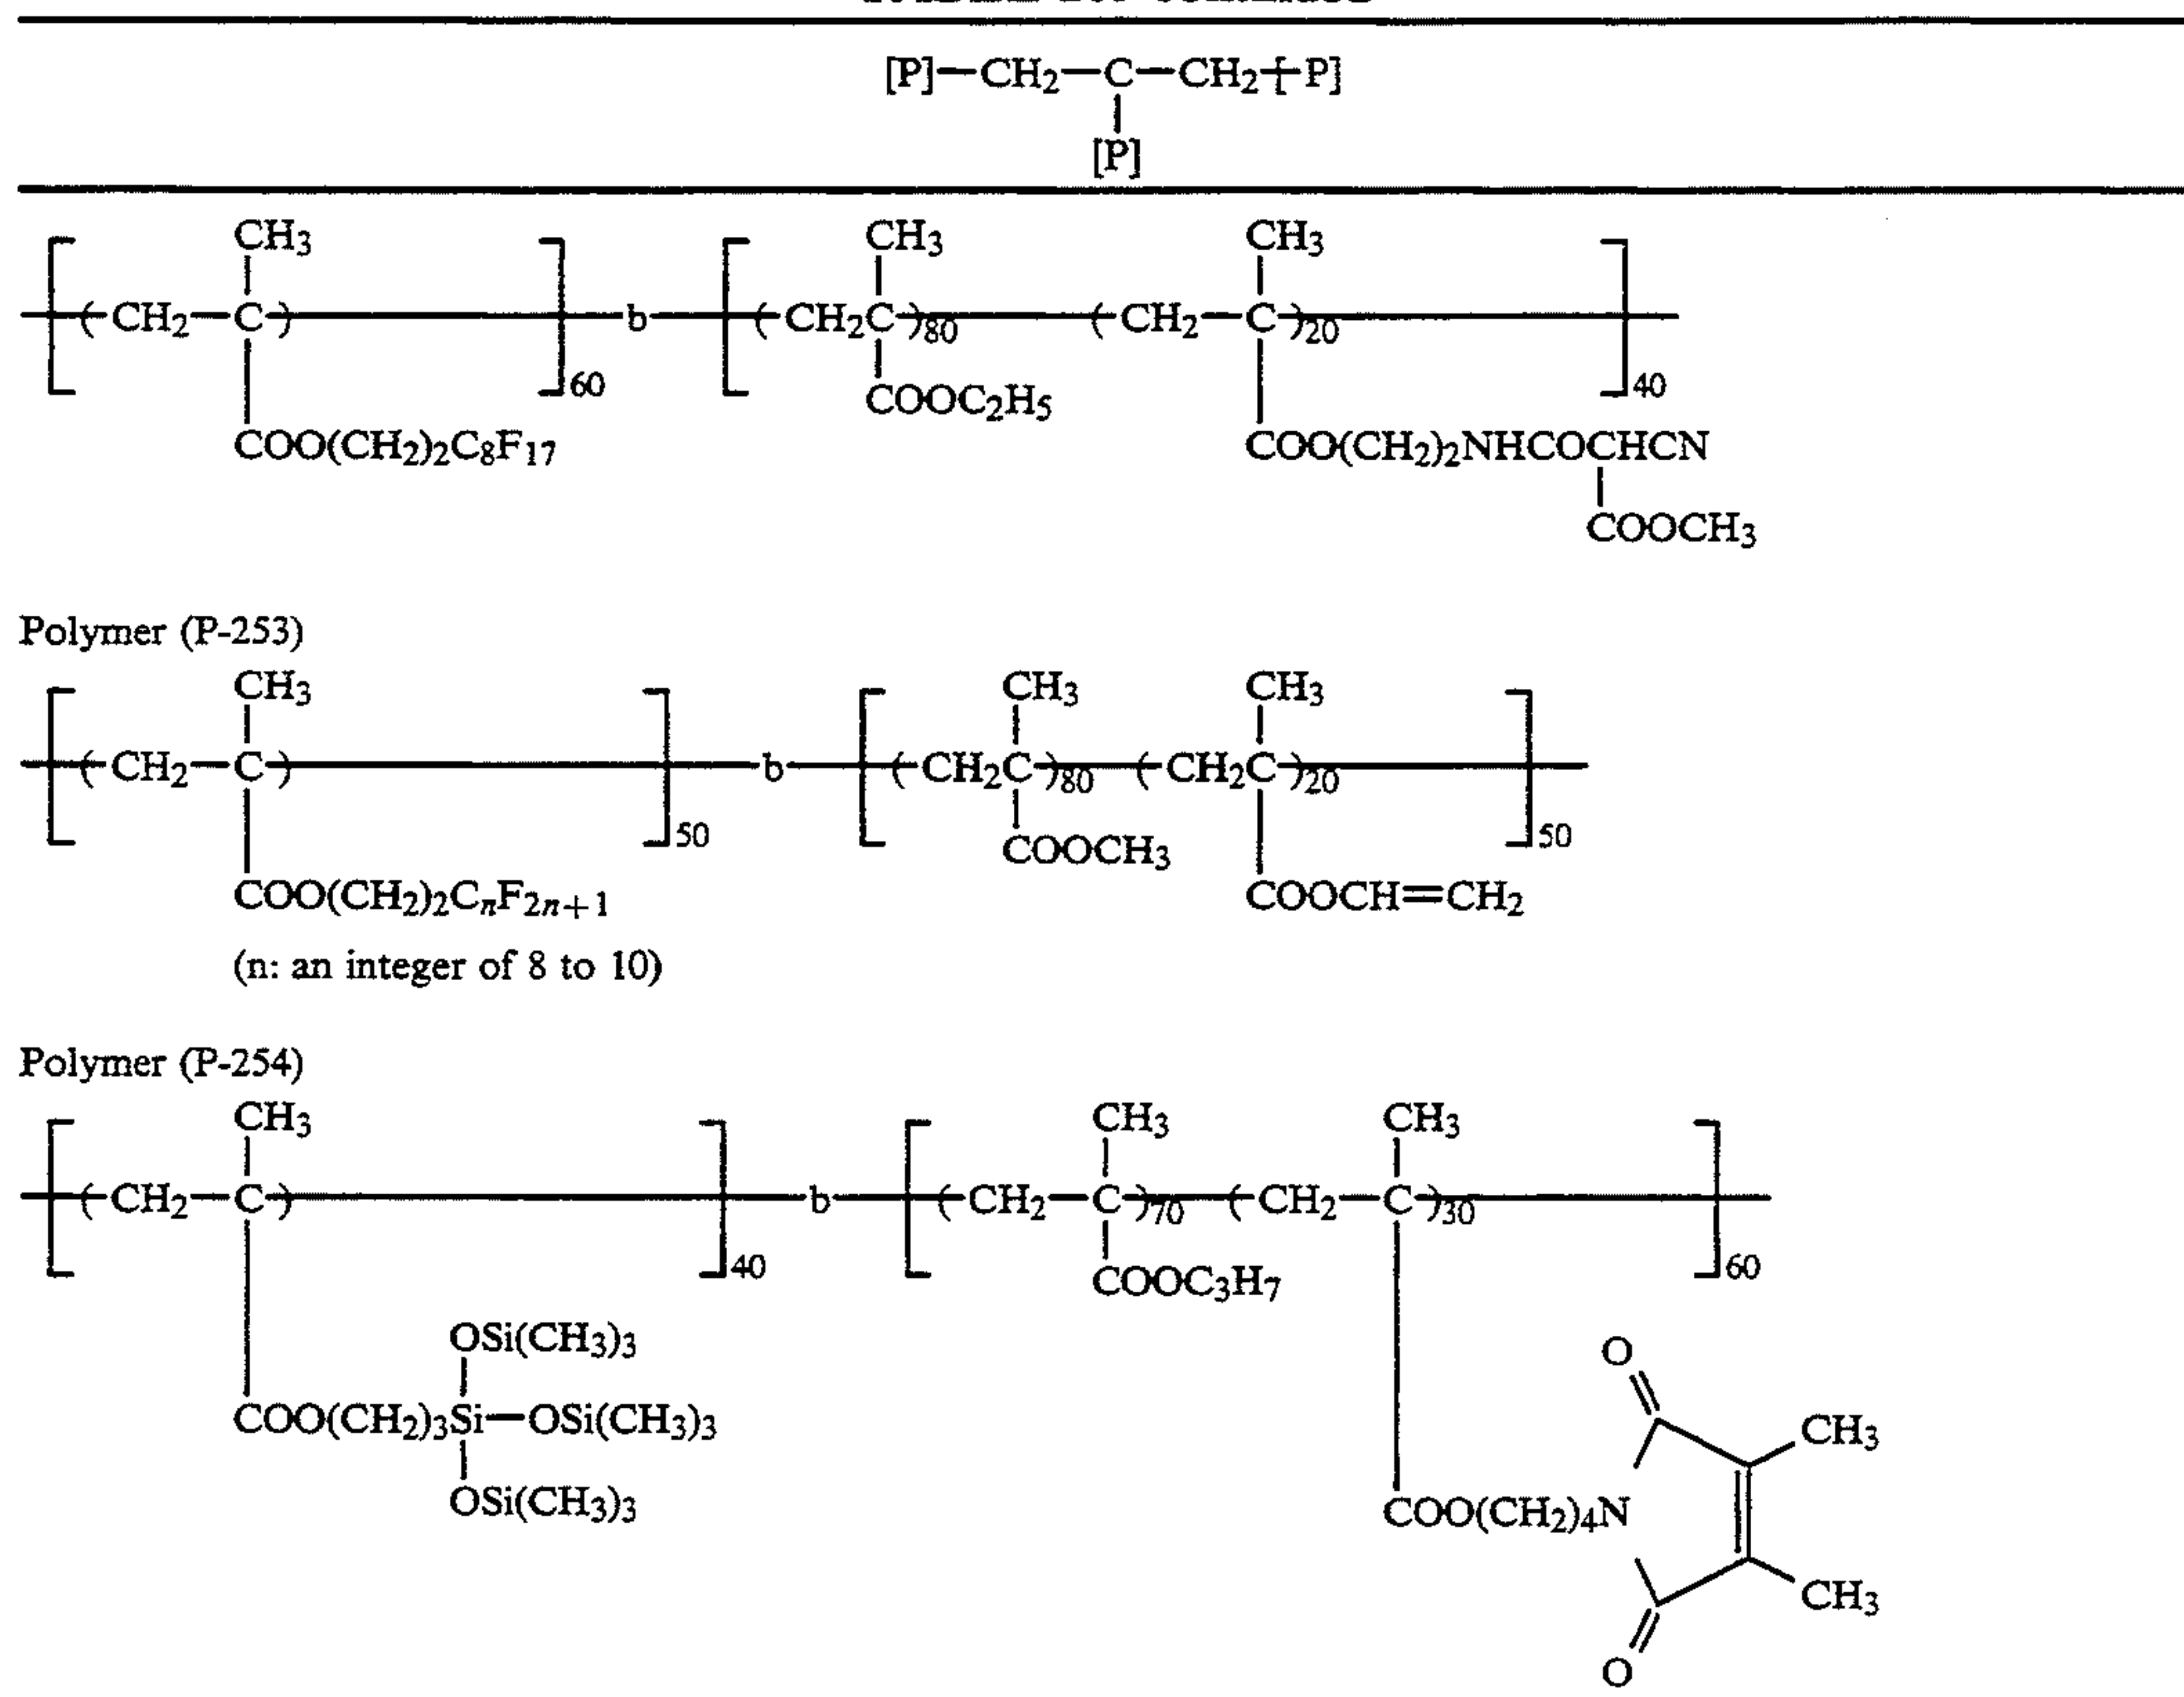 [P]—CH₂—C—CH₂[P]
[P]
CH₃ CH₃ CH₃
( CH₂—C ) b ( CH₂C )₈₀ ( CH₂—C )₂₀
60 40
COOC₂H₅
COO(CH₂)₂C₈F₁₇ COO(CH₂)₂NHCOCHCN
COOCH₃
Polymer (P-253)
CH₃ CH₃ CH₃
( CH₂—C ) b ( CH₂C )₈₀ ( CH₂C )₂₀
50 50
COOCH₃
COO(CH₂)₂CₙF₂ₙ₊₁ COOCH=CH₂
(n: an integer of 8 to 10)
Polymer (P-254)
CH₃ CH₃ CH₃
( CH₂—C ) b ( CH₂—C )₇₀ ( CH₂—C )₃₀
40 60
COOC₃H₇
OSi(CH₃)₃
O
COO(CH₂)₃Si—OSi(CH₃)₃ CH₃
OSi(CH₃)₃ COO(CH₂)₄N
CH₃
O